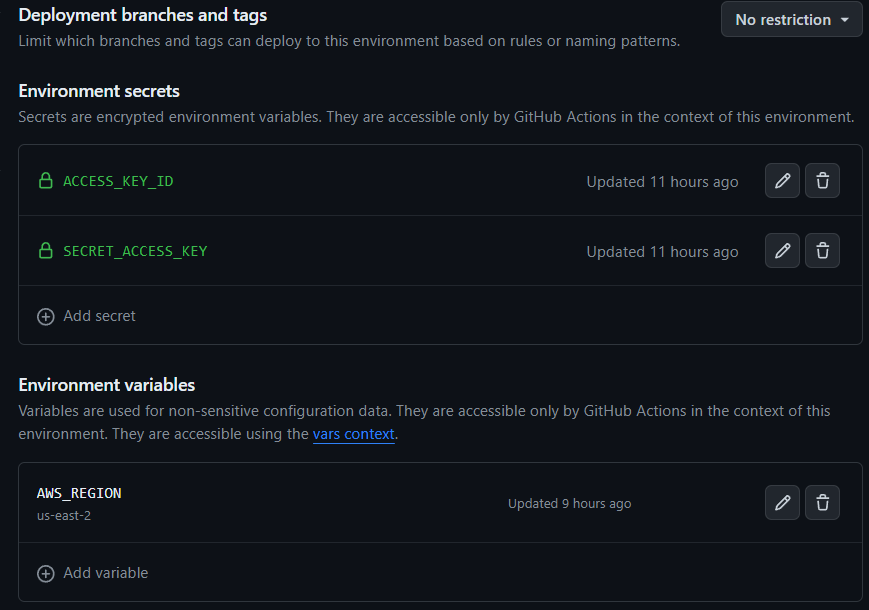 Deployment branches and tags
No restriction
Limit which branches and tags can deploy to this environment based on rules or naming patterns.
Environment secrets
Secrets are encrypted environment variables. They are accessible only by GitHub Actions in the context of this environment.
ACCESS_KEY_ID
Updated 11 hours ago
SECRET_ACCESS_KEY
Updated 11 hours ago
Add secret
Environment variables
Variables are used for non-sensitive configuration data. They are accessible only by GitHub Actions in the context of this
environment. They are accessible using the vars context.
AWS_REGION
us-east-2
Updated 9 hours ago
Add variable